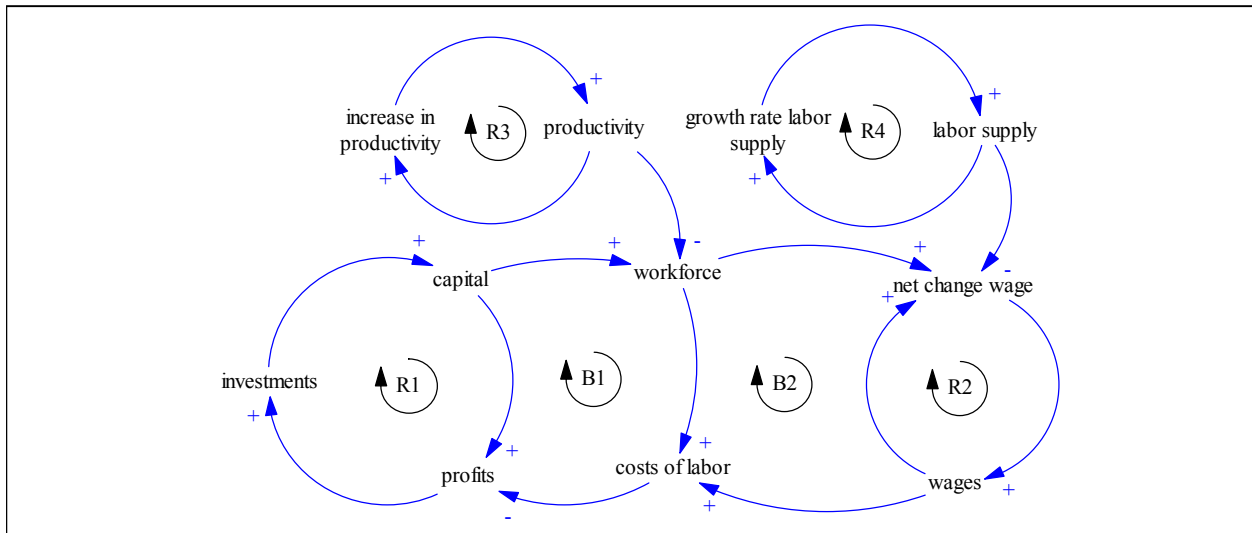 +
+
increase in
productivity
R3
productivity
growth rate labor
supply
R4
labor supply
+
+
+
+
-
+
-
capital
workforce
net change wage
+
investments
R1
B1
B2
R2
+
+
+
profits
costs of labor
wages
+
-
+